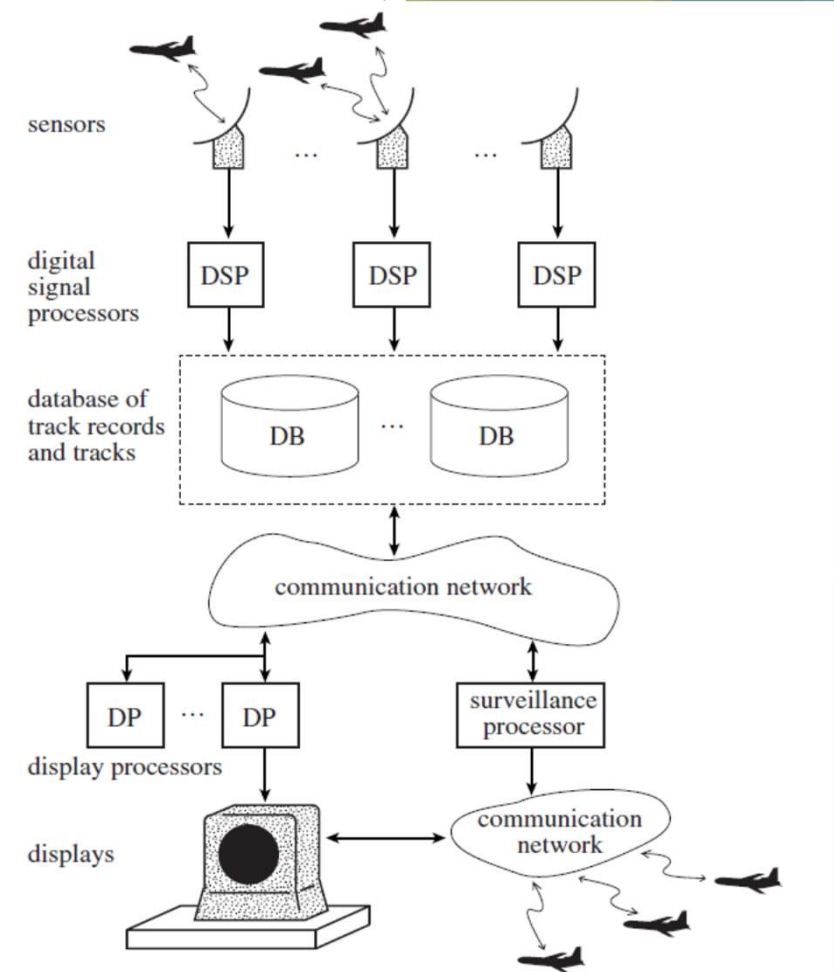 sensors
...
...
digital
signal
processors
DSP
DSP
DSP
database of
track records
and tracks
DB
...
DB
communication network
DP
...
DP
surveillance
processor
display processors
displays
communication
network